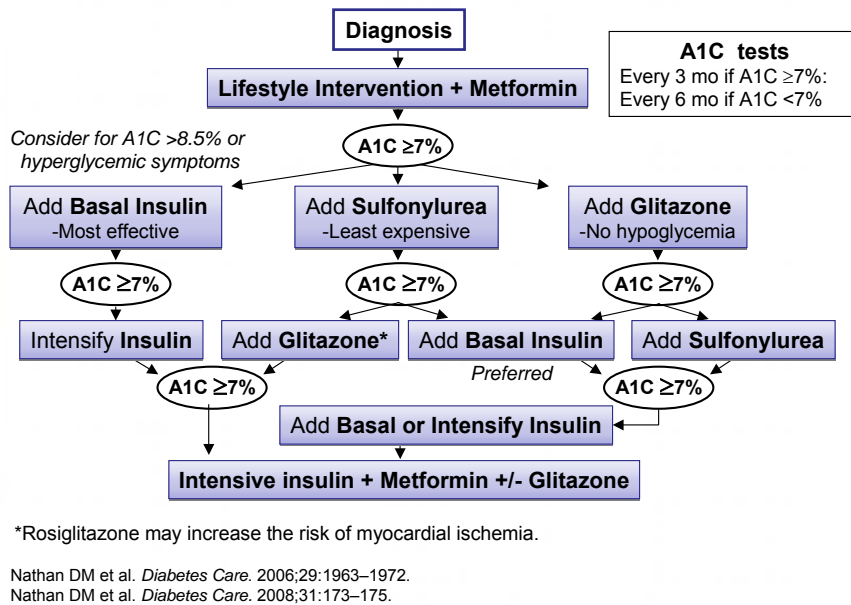 Diagnosis
A1C tests
Every 3 mo if A1C ≥7%:
Every 6 mo if A1C <7%
Lifestyle Intervention + Metformin
Consider for A1C >8.5% or
hyperglycemic symptoms
A1C ≥7%
Add Basal Insulin
-Most effective
Add Sulfonylurea
-Least expensive
Add Glitazone
-No hypoglycemia
A1C ≥7%
A1C ≥7%
A1C ≥7%
Intensify Insulin
Add Glitazone*
Add Basal Insulin
Add Sulfonylurea
Preferred
A1C ≥7%
A1C ≥7%
Add Basal or Intensify Insulin
Intensive insulin + Metformin +/- Glitazone
*Rosiglitazone may increase the risk of myocardial ischemia.
Nathan DM et al. Diabetes Care. 2006;29:1963–1972.
Nathan DM et al. Diabetes Care. 2008;31:173–175.